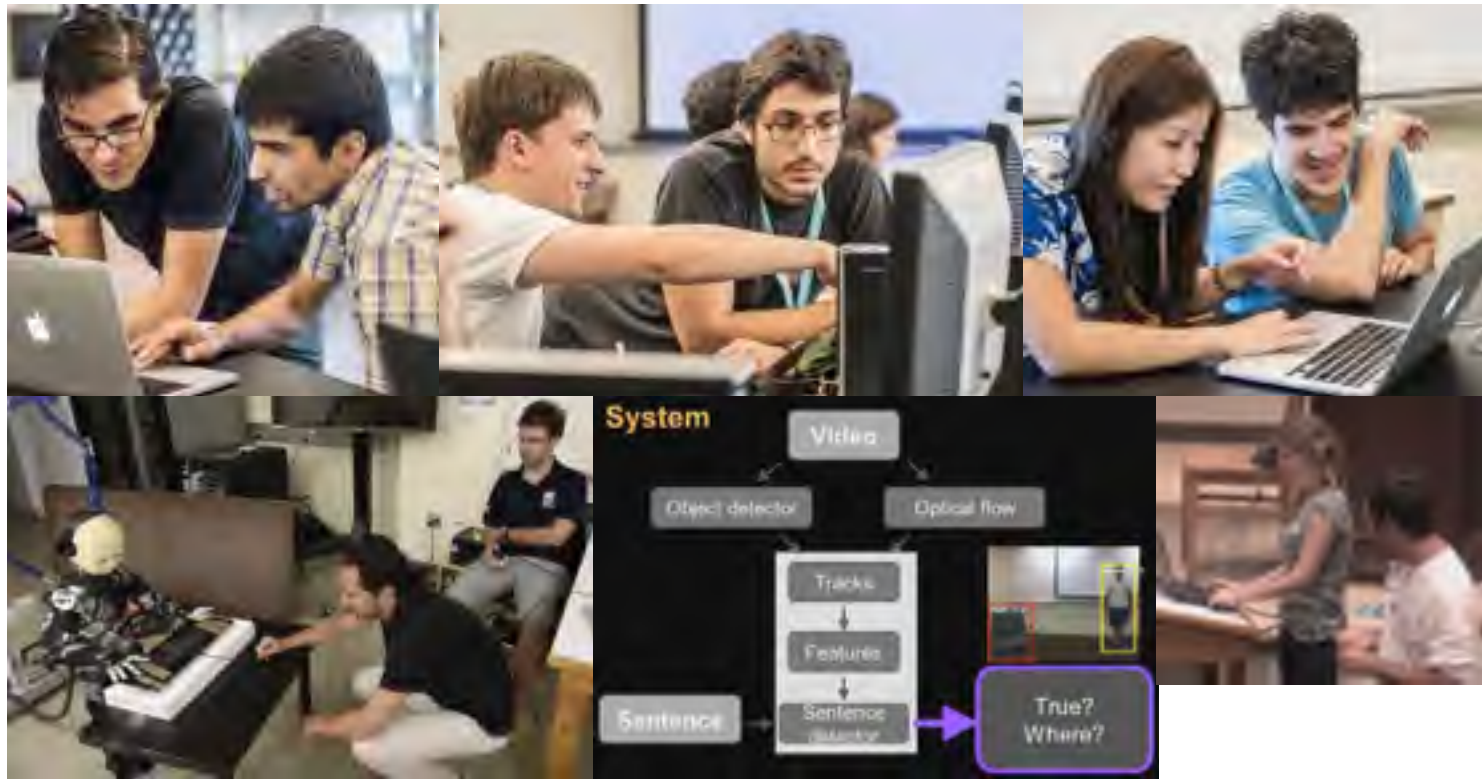 System
Video
Object detector
Optical flow
Tracks
Features
Sentence
Sentence
detector
True?
Where?